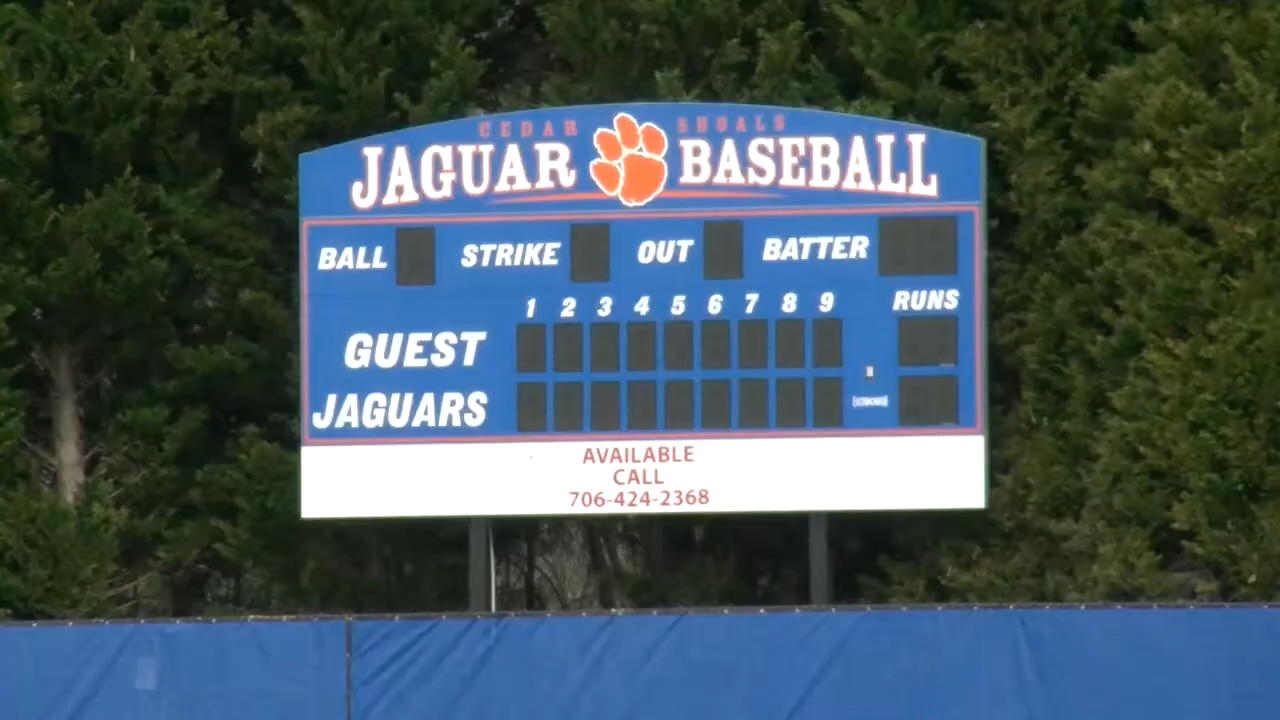 CEDAR SHOALS
JAGUAR BASEBALL
BALL STRIKE OUT BATTER
1 2 3 4 5 6 7 8 9 RUNS
GUEST
JAGUARS
AVAILABLE
CALL
706-424-2368